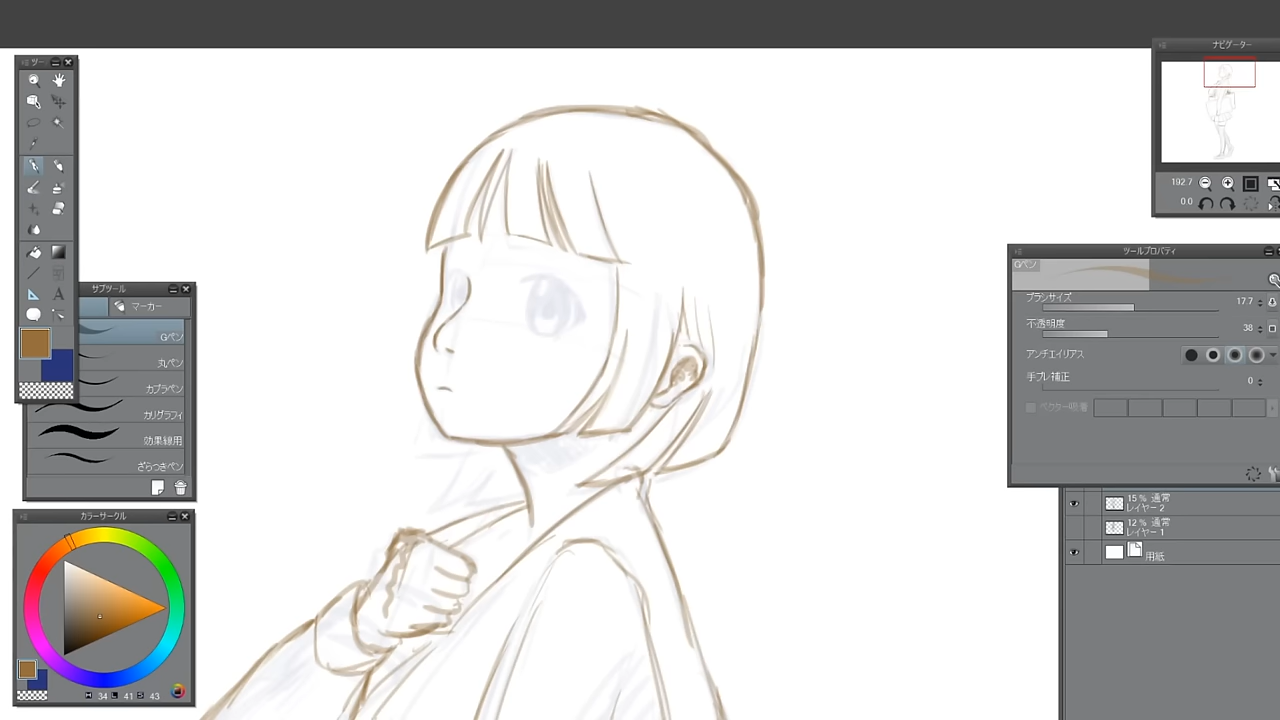 ナビゲーター
192.7
0.0
ツー
サブツール
マーカー
Gペン
丸ペン
カブラペン
カリグラフィ
効果線用
ざらつきペン
カラーサークル
34 41 43
ツールプロパティ
Gペン
ブラシサイズ 17.7
不透明度 38
アンチエイリアス
手ブレ補正 0
ベクター吸着
15 % 通常
レイヤー 2
12 % 通常
レイヤー 1
用紙